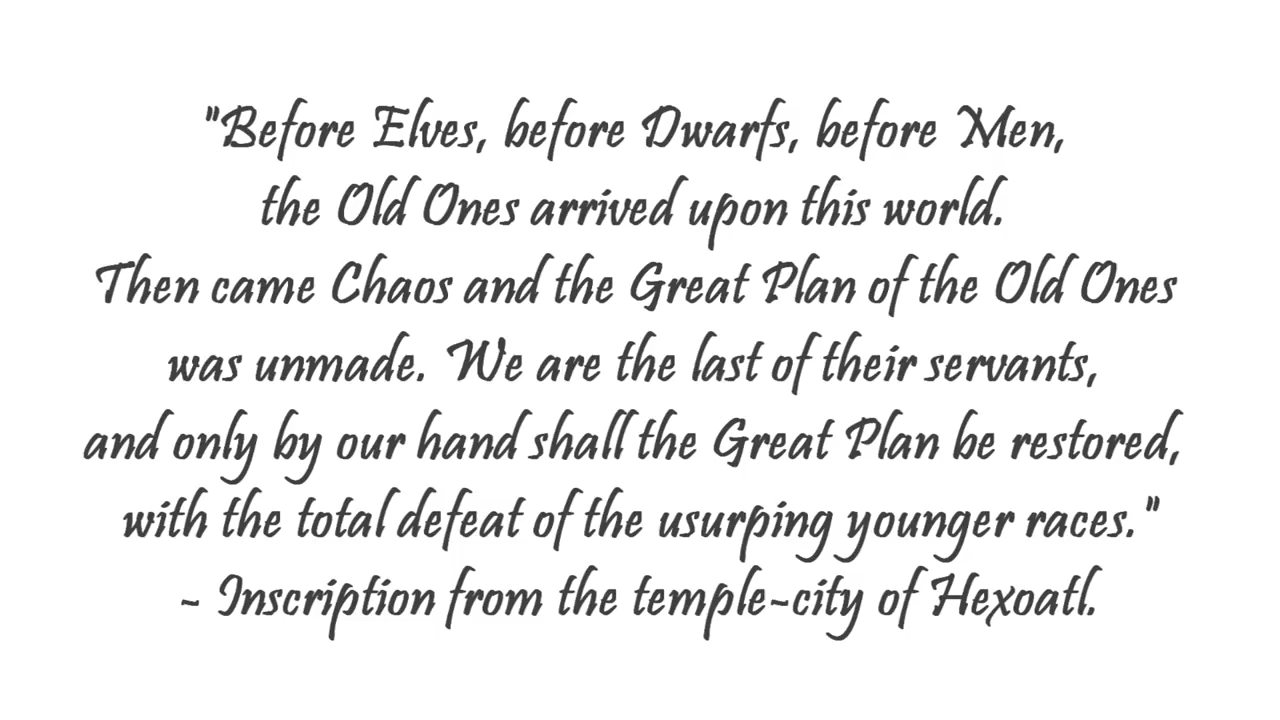 "Before Elves, before Dwarfs, before Men,
the Old Ones arrived upon this world.
Then came Chaos and the Great Plan of the Old Ones
was unmade. We are the last of their servants,
and only by our hand shall the Great Plan be restored,
with the total defeat of the usurping younger races."
- Inscription from the temple-city of Hexoatl.